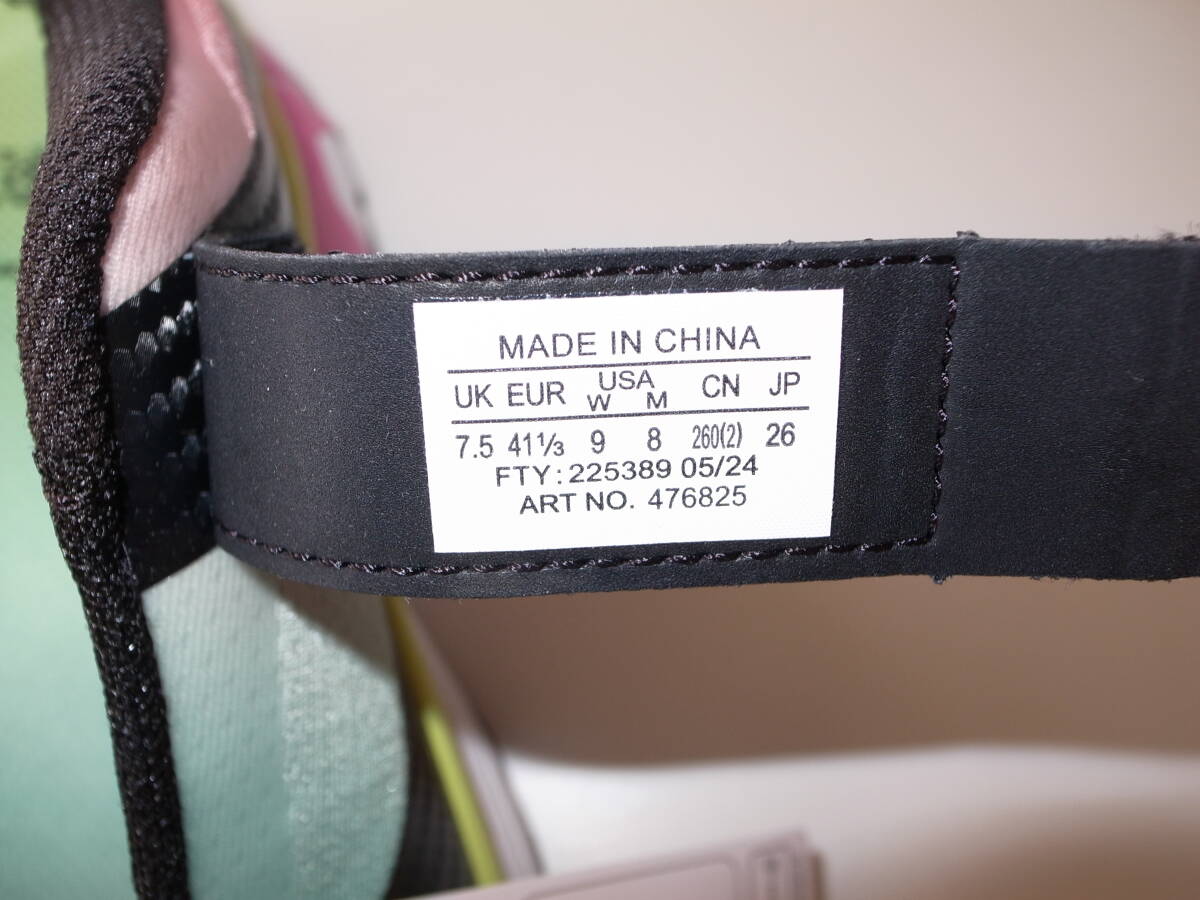 MADE IN CHINA
UK EUR USA W M CN JP
7.5 41⅓ 9 8 260(2) 26
FTY: 225389 05/24
ART NO. 476825